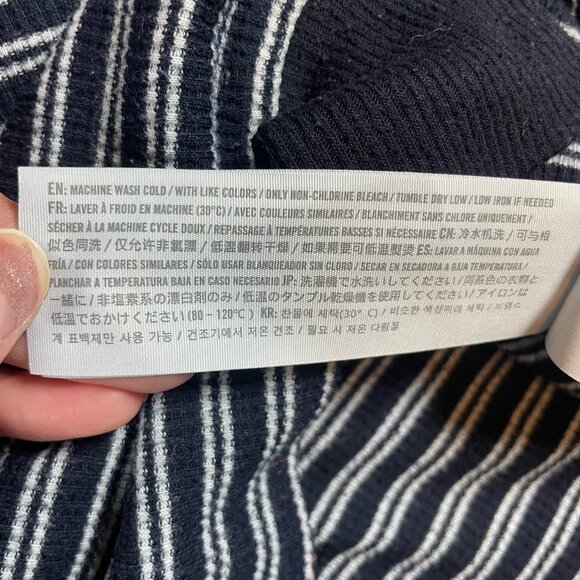 EN: MACHINE WASH COLD / WITH LIKE COLORS / ONLY NON-CHLORINE BLEACH / TUMBLE DRY LOW / LOW IRON IF NEEDED
FR: LAVER À FROID EN MACHINE (30°C) / AVEC COULEURS SIMILAIRES / BLANCHIMENT SANS CHLORE UNIQUEMENT /
SÉCHER À LA MACHINE CYCLE DOUX / REPASSAGE À TEMPÉRATURES BASSES SI NÉCESSAIRE CN: 冷水机洗 / 可与相
似色同洗 / 仅允许非氯漂 / 低温翻转干燥 / 如果需要可低温熨烫 ES: LAVAR A MÁQUINA CON AGUA
FRÍA / CON COLORES SIMILARES / SÓLO USAR BLANQUEADOR SIN CLORO / SECAR EN SECADORA A BAJA TEMPERATURA /
PLANCHAR A TEMPERATURA BAJA EN CASO NECESARIO JP: 洗濯機で水洗いしてください / 同系色の衣類と
一緒に / 非塩素系の漂白剤のみ / 低温のタンブル乾燥機を使用してください / アイロンは
低温でおかけください (80 – 120°C) KR: 찬물에 세탁(30° C) / 비슷한 색상끼리 세탁 / 비염소
계 표백제만 사용 가능 / 건조기에서 저온 건조 / 필요 시 저온 다림질